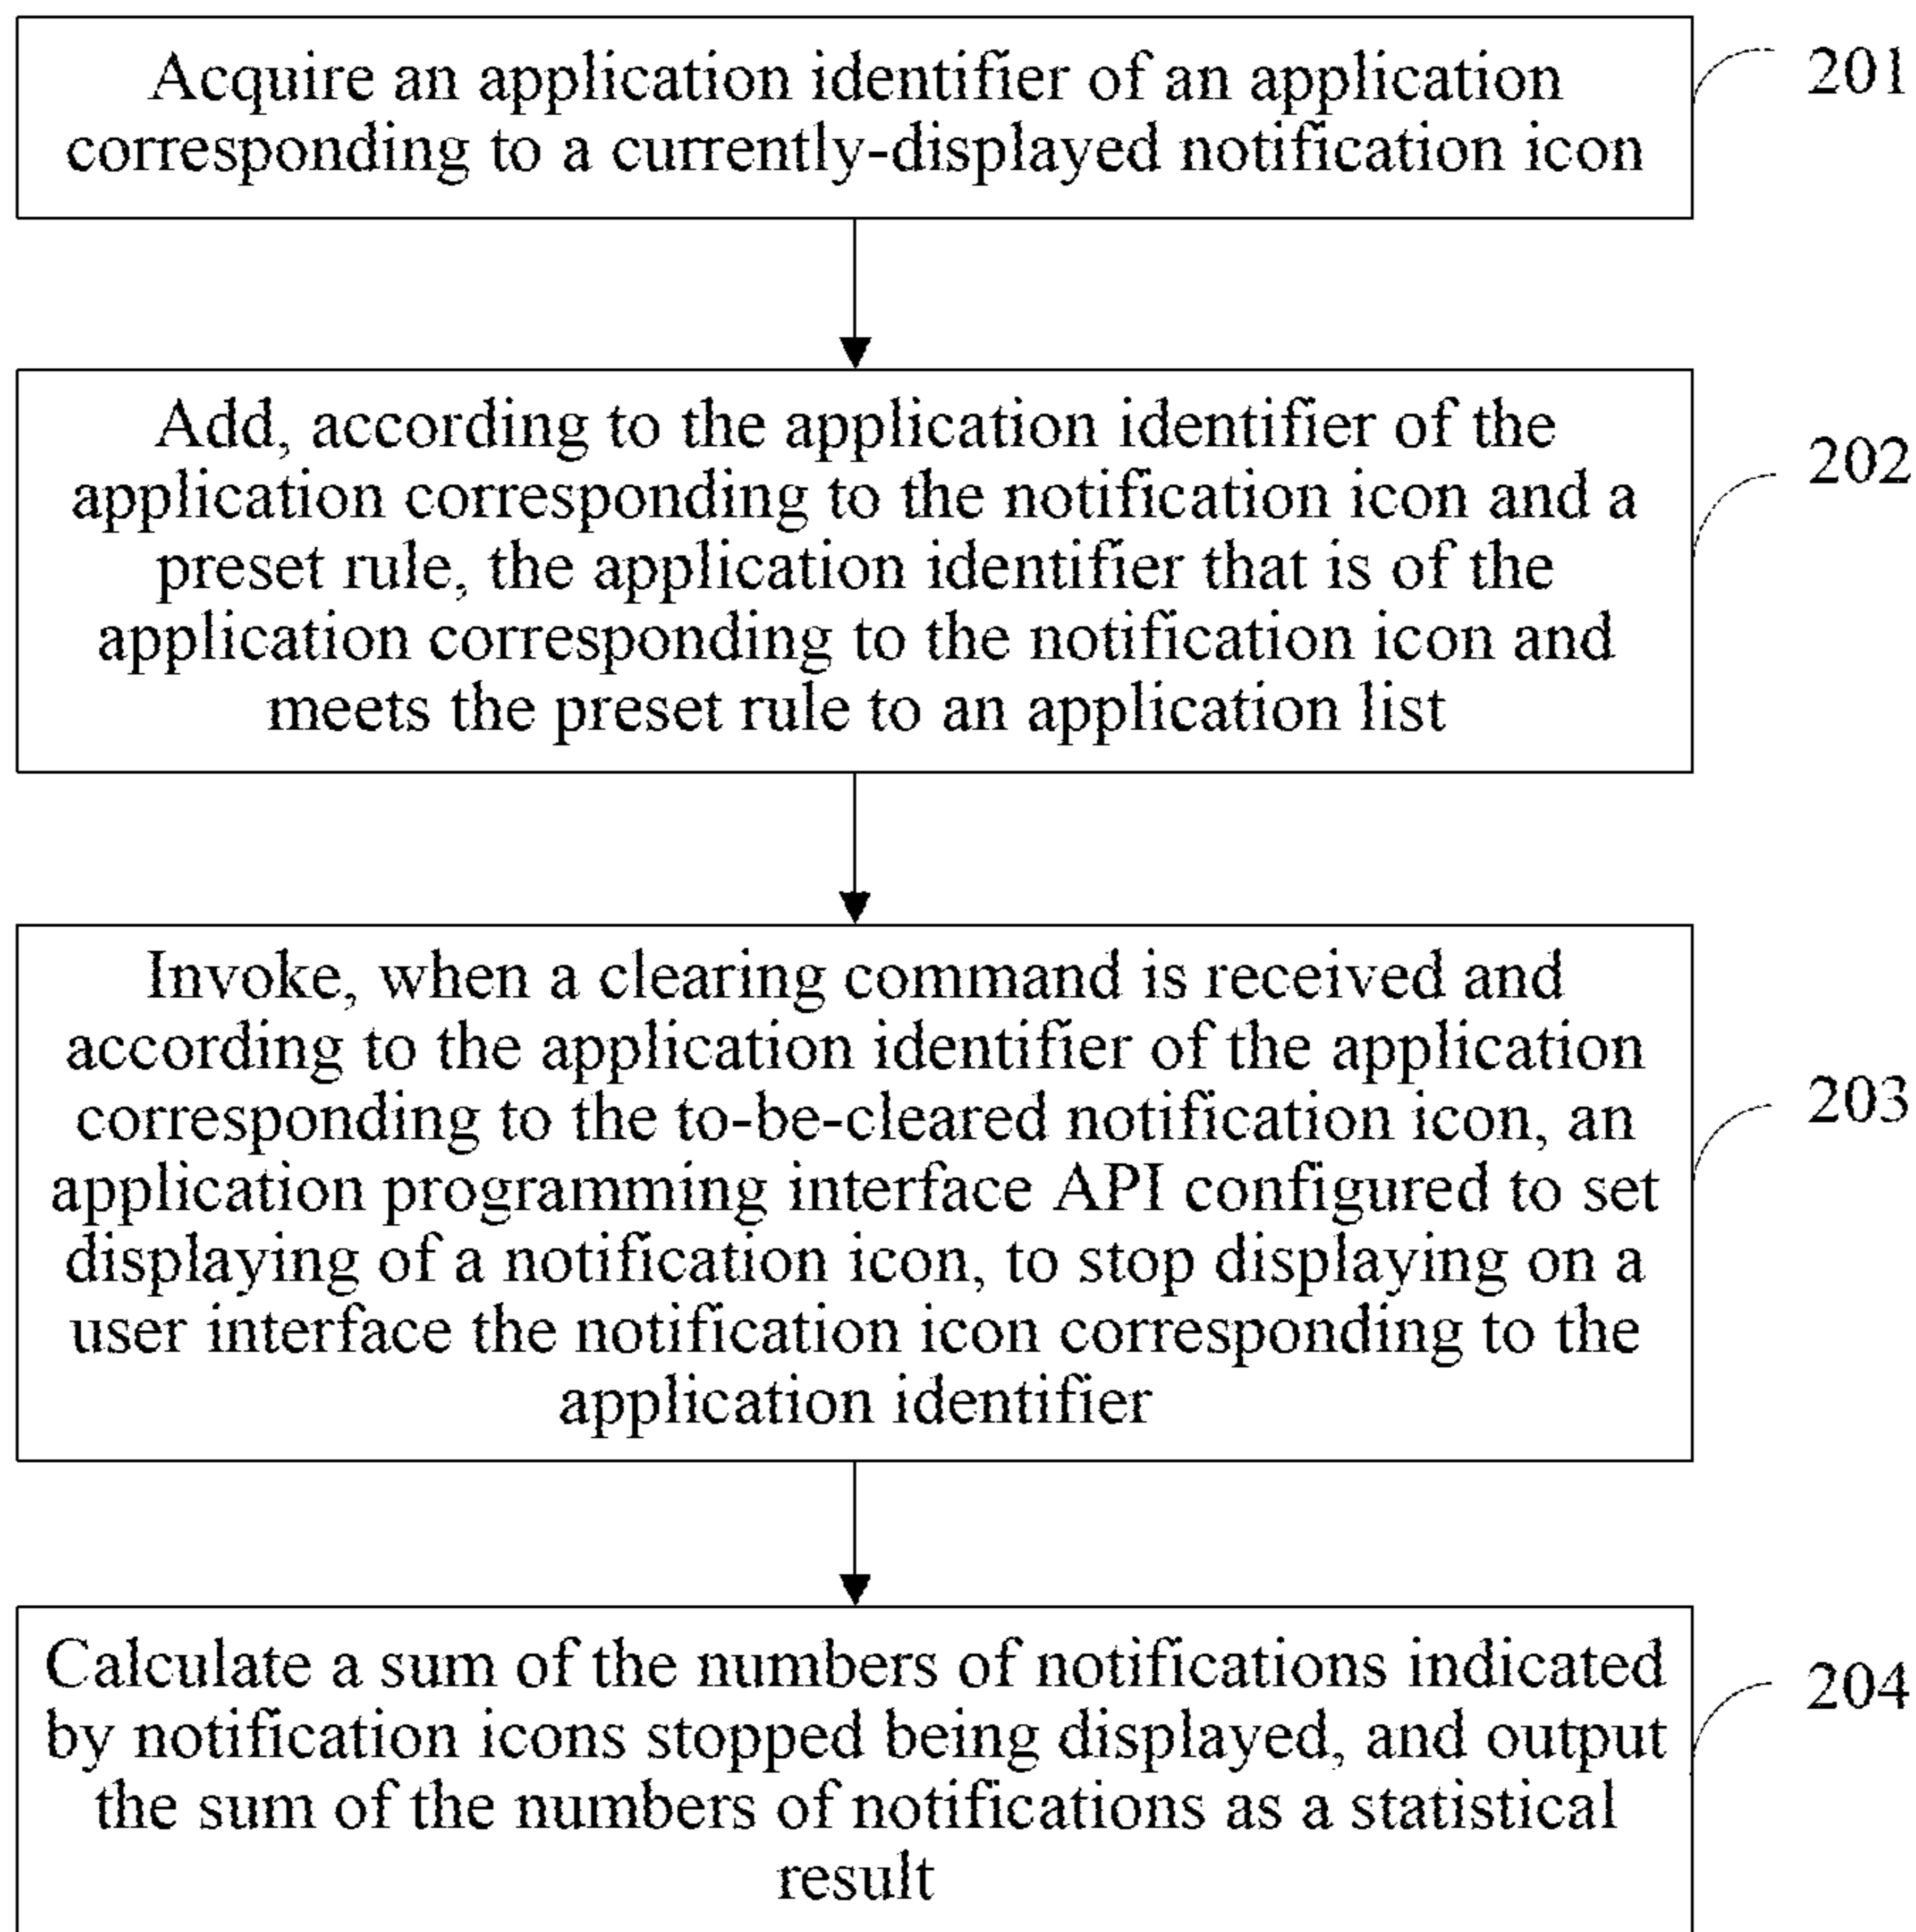 Acquire an application identifier of an application
corresponding to a currently-displayed notification icon
201
Add, according to the application identifier of the
application corresponding to the notification icon and a
preset rule, the application identifier that is of the
application corresponding to the notification icon and
meets the preset rule to an application list
202
Invoke, when a clearing command is received and
according to the application identifier of the application
corresponding to the to-be-cleared notification icon, an
application programming interface API configured to set
displaying of a notification icon, to stop displaying on a
user interface the notification icon corresponding to the
application identifier
203
Calculate a sum of the numbers of notifications indicated
by notification icons stopped being displayed, and output
the sum of the numbers of notifications as a statistical
result
204